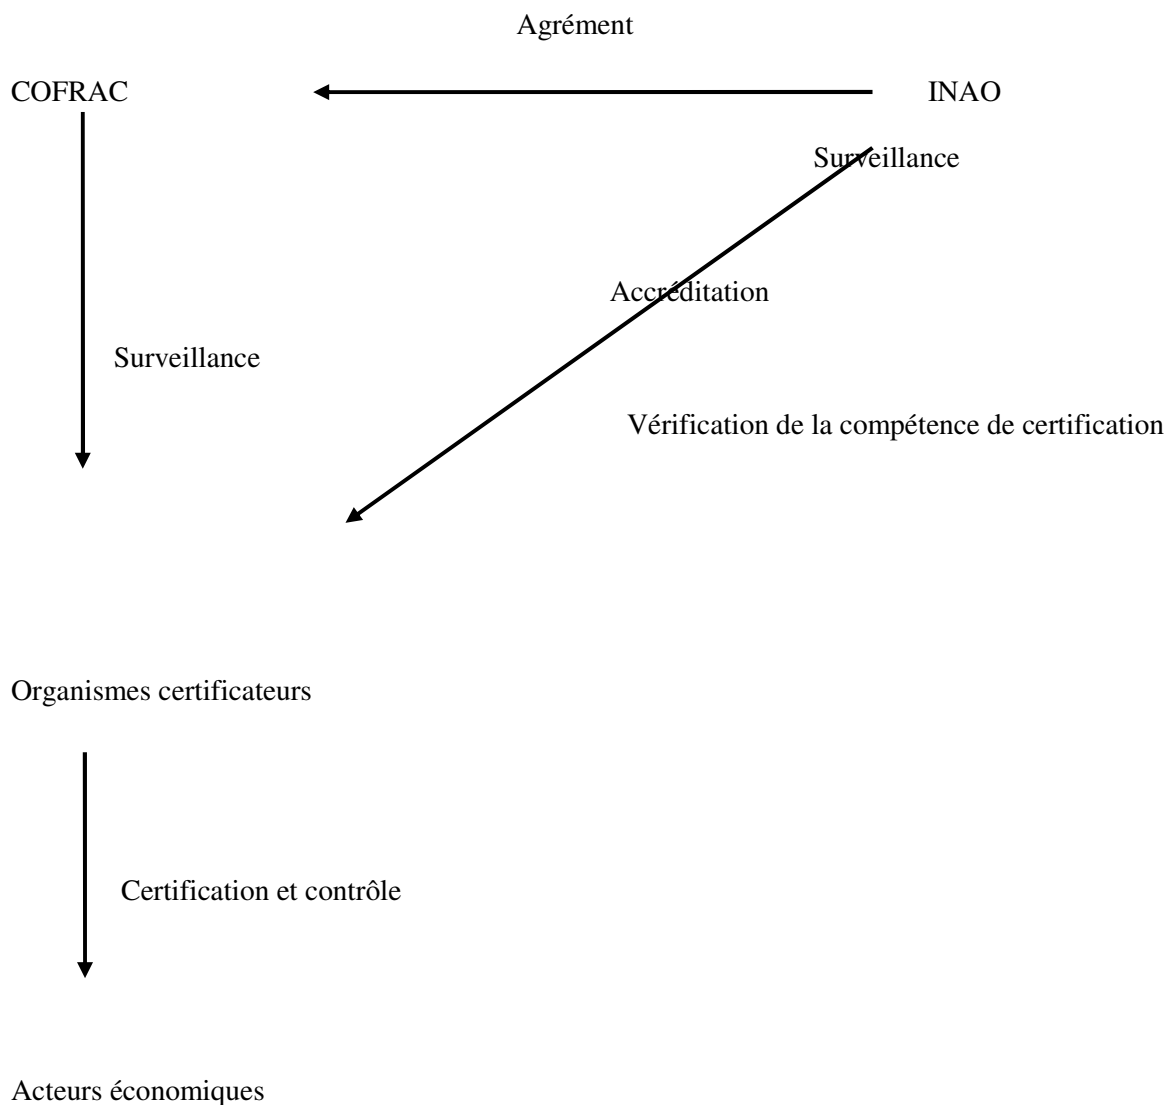 Agrément
COFRAC INAO
Surveillance
Accréditation
Surveillance
Vérification de la compétence de certification
Organismes certificateurs
Certification et contrôle
Acteurs économiques